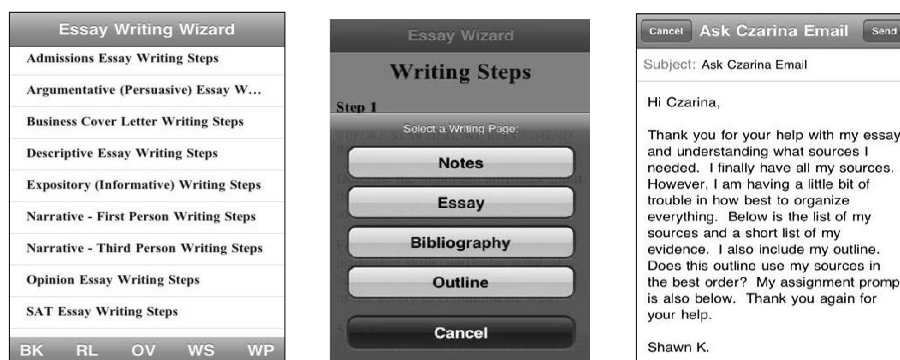 Essay Writing Wizard
Admissions Essay Writing Steps
Argumentative (Persuasive) Essay W...
Business Cover Letter Writing Steps
Descriptive Essay Writing Steps
Expository (Informative) Writing Steps
Narrative - First Person Writing Steps
Narrative - Third Person Writing Steps
Opinion Essay Writing Steps
SAT Essay Writing Steps
BK RL OV WS WP
Essay Wizard
Writing Steps
Step 1
Select a Writing Page:
Notes
Essay
Bibliography
Outline
Cancel
Cancel Ask Czarina Email Send
Subject: Ask Czarina Email
Hi Czarina,
Thank you for your help with my essay
and understanding what sources I
needed. I finally have all my sources.
However, I am having a little bit of
trouble in how best to organize
everything. Below is the list of my
sources and a short list of my
evidence. I also include my outline.
Does this outline use my sources in
the best order? My assignment promp
is also below. Thank you again for
your help.
Shawn K.